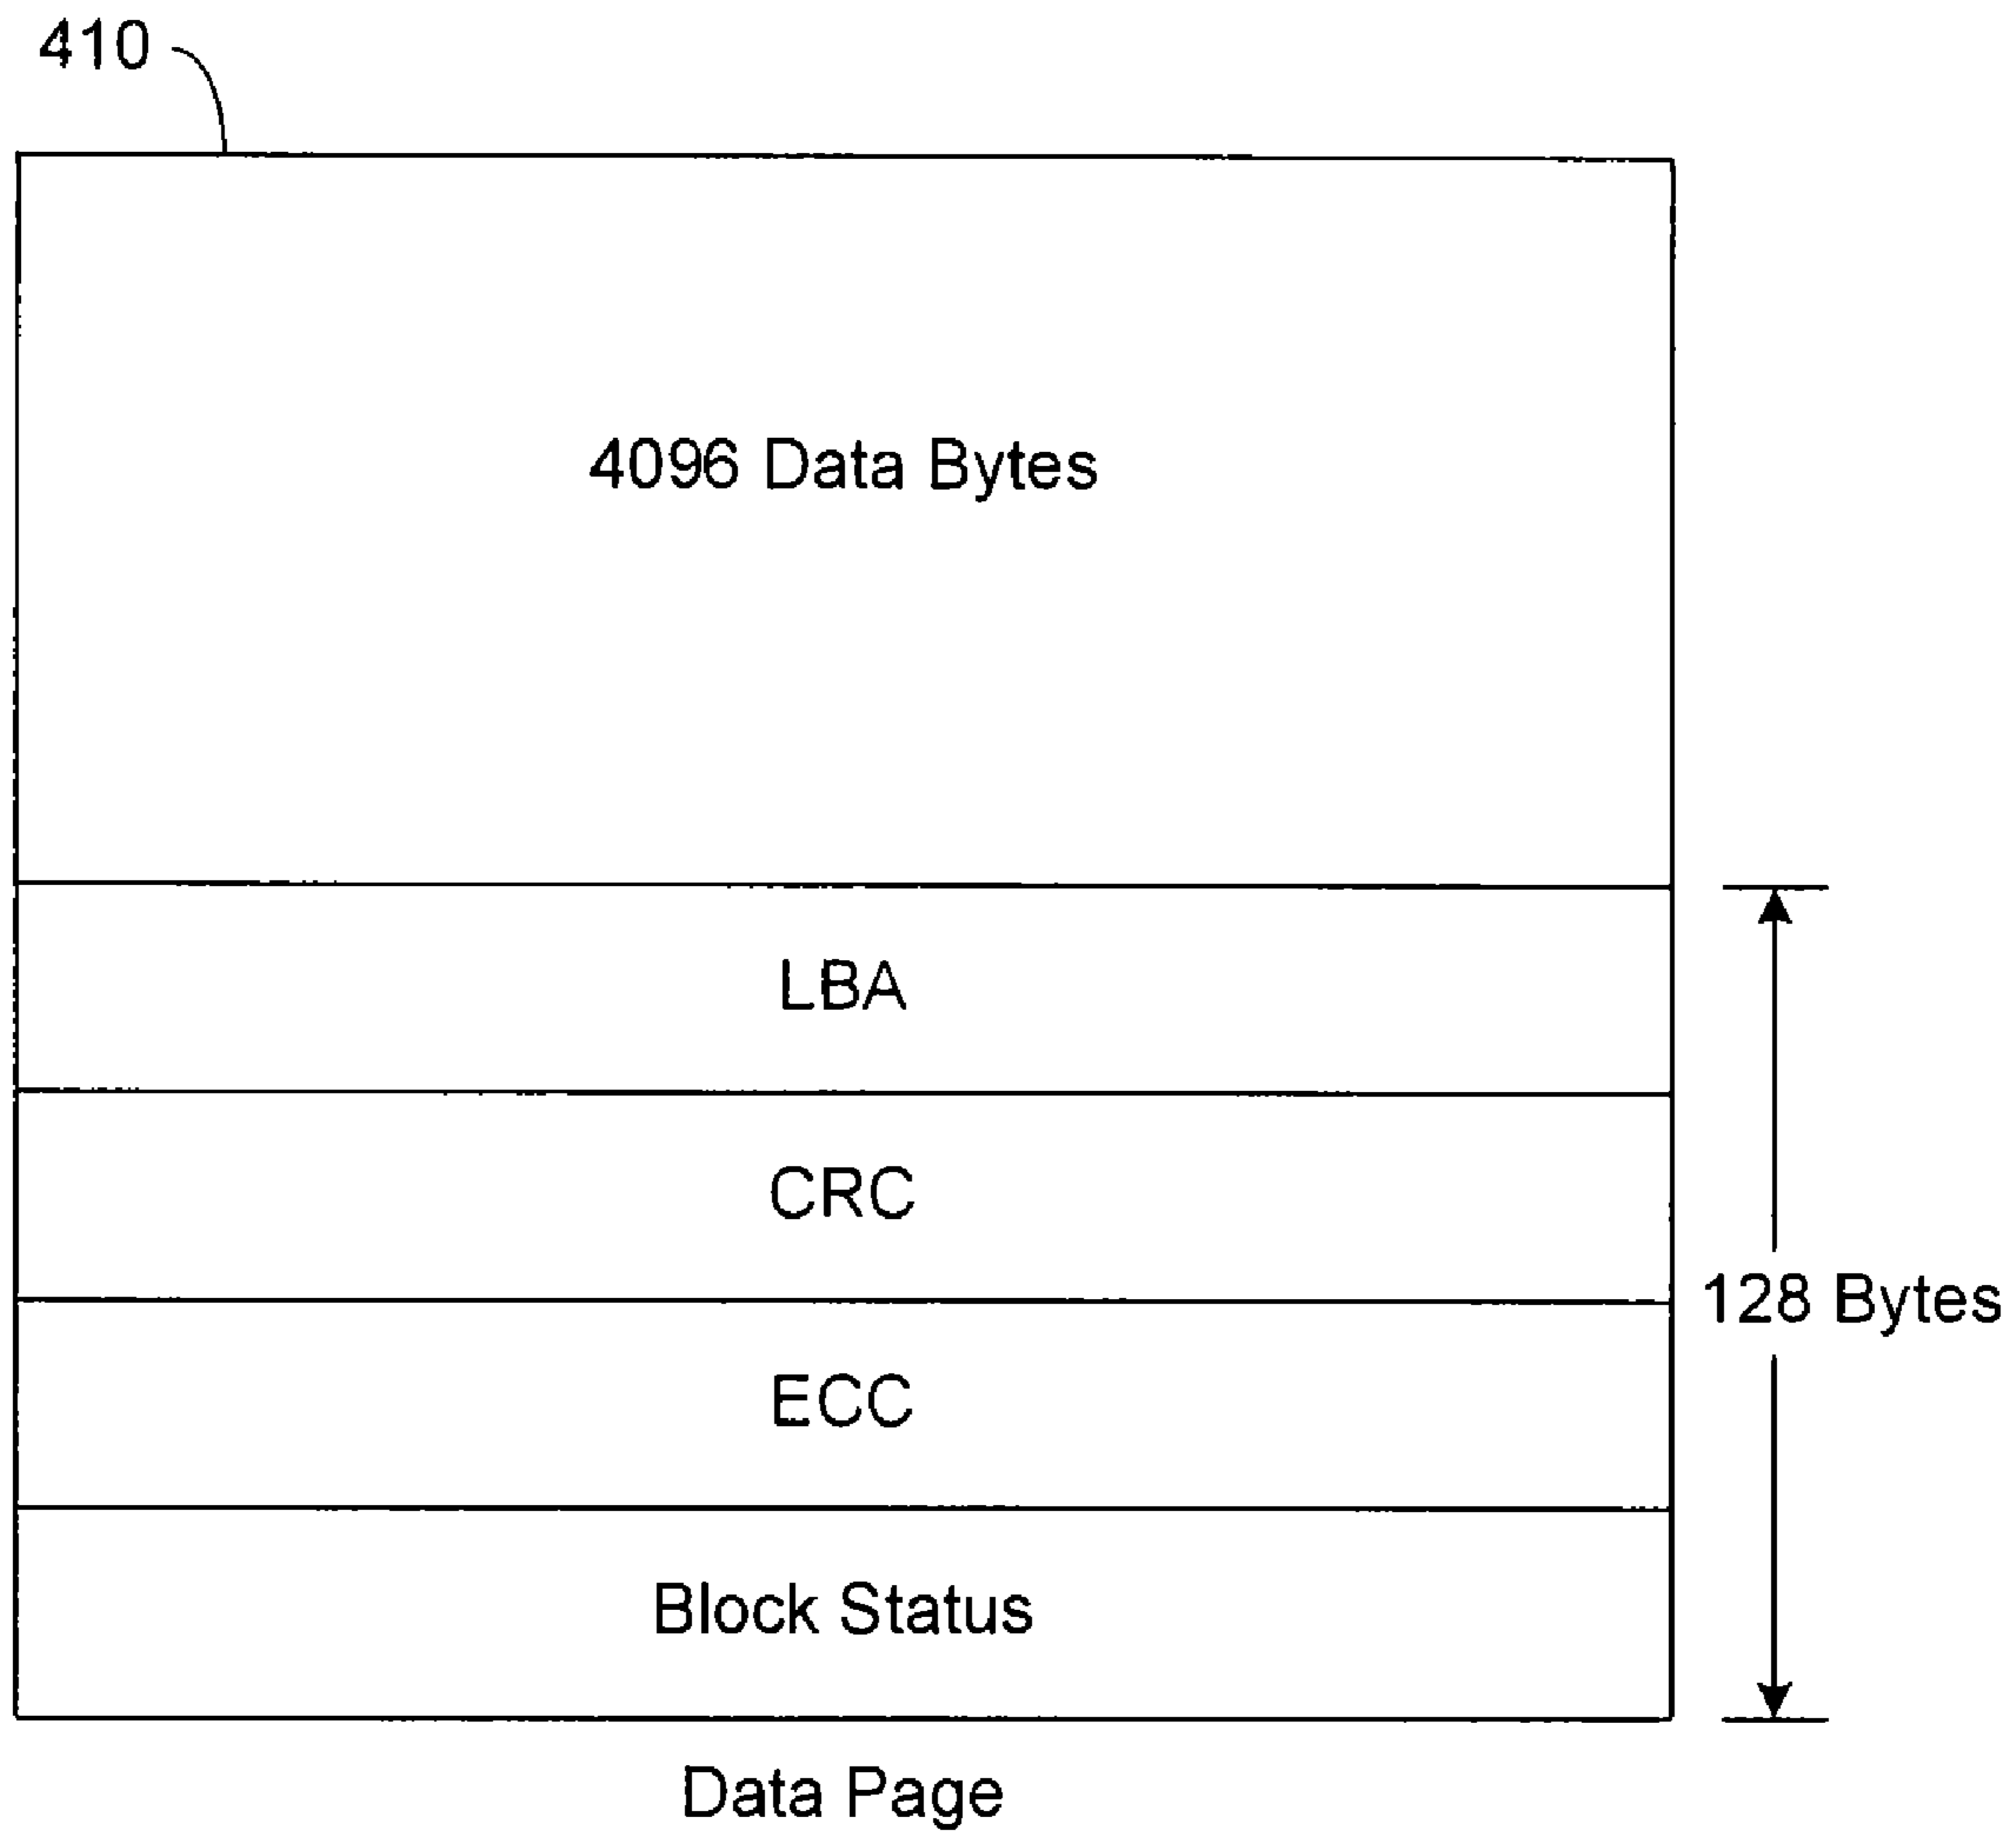 410
4096 Data Bytes
LBA
CRC
ECC
128 Bytes
Block Status
Data Page